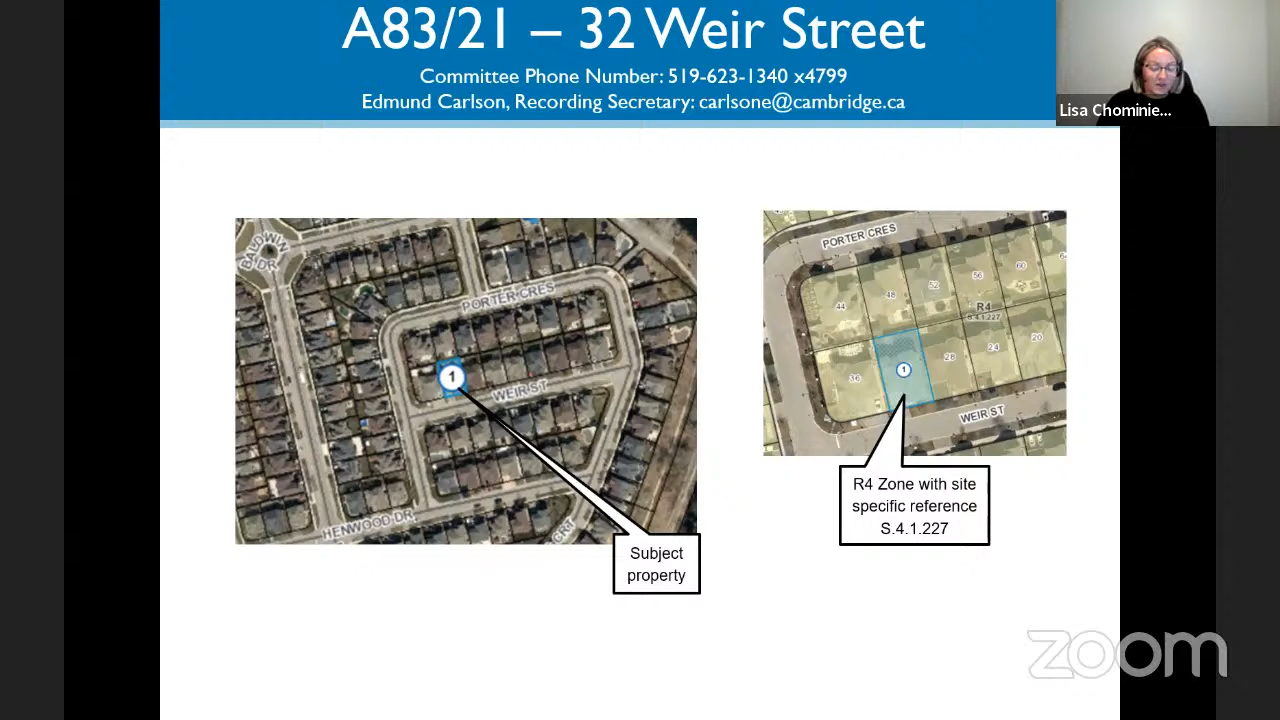 A83/21 – 32 Weir Street
Committee Phone Number: 519-623-1340 x4799
Edmund Carlson, Recording Secretary: carlsone@cambridge.ca
Lisa Chominie...
BALDWIN
DR.
PORTER CRES
1
WEIR ST
HENWOOD DR.
CRT
Subject
property
PORTER CRES
44
48
52
56
60
R4
S.4.1.227
36
1
28
24
20
WEIR ST
R4 Zone with site
specific reference
S.4.1.227
zoom